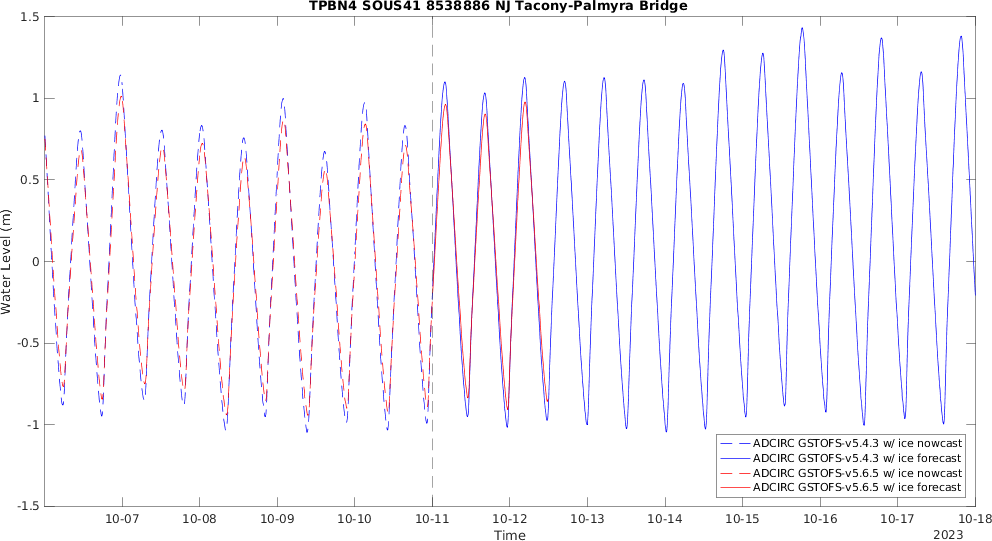 TPBN4 SOUS41 8538886 NJ Tacony-Palmyra Bridge
1.5
1
0.5
0
-0.5
-1
-1.5
Water Level (m)
ADCIRC GSTOFS-v5.4.3 w/ ice nowcast
ADCIRC GSTOFS-v5.4.3 w/ ice forecast
ADCIRC GSTOFS-v5.6.5 w/ ice nowcast
ADCIRC GSTOFS-v5.6.5 w/ ice forecast
10-07 10-08 10-09 10-10 10-11 10-12 10-13 10-14 10-15 10-16 10-17 10-18
Time
2023